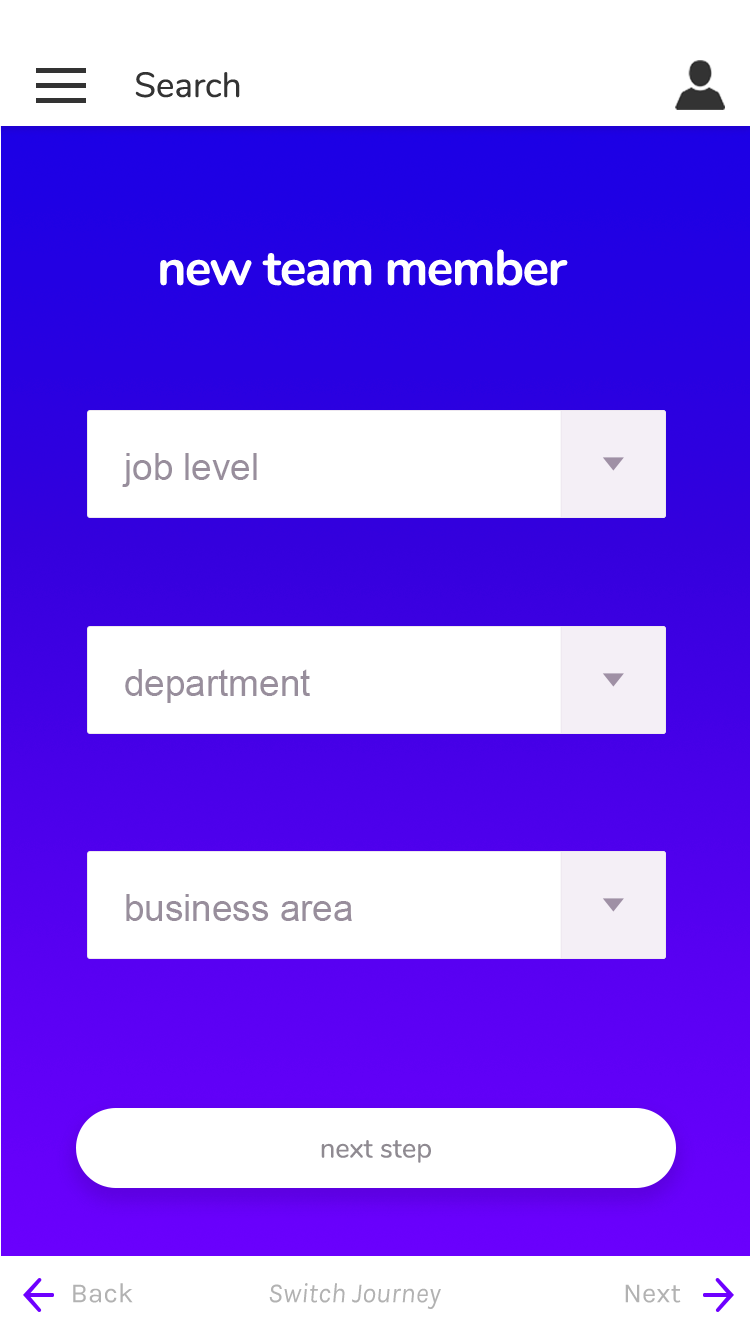 Search
new team member
job level
department
business area
next step
Back Switch Journey Next